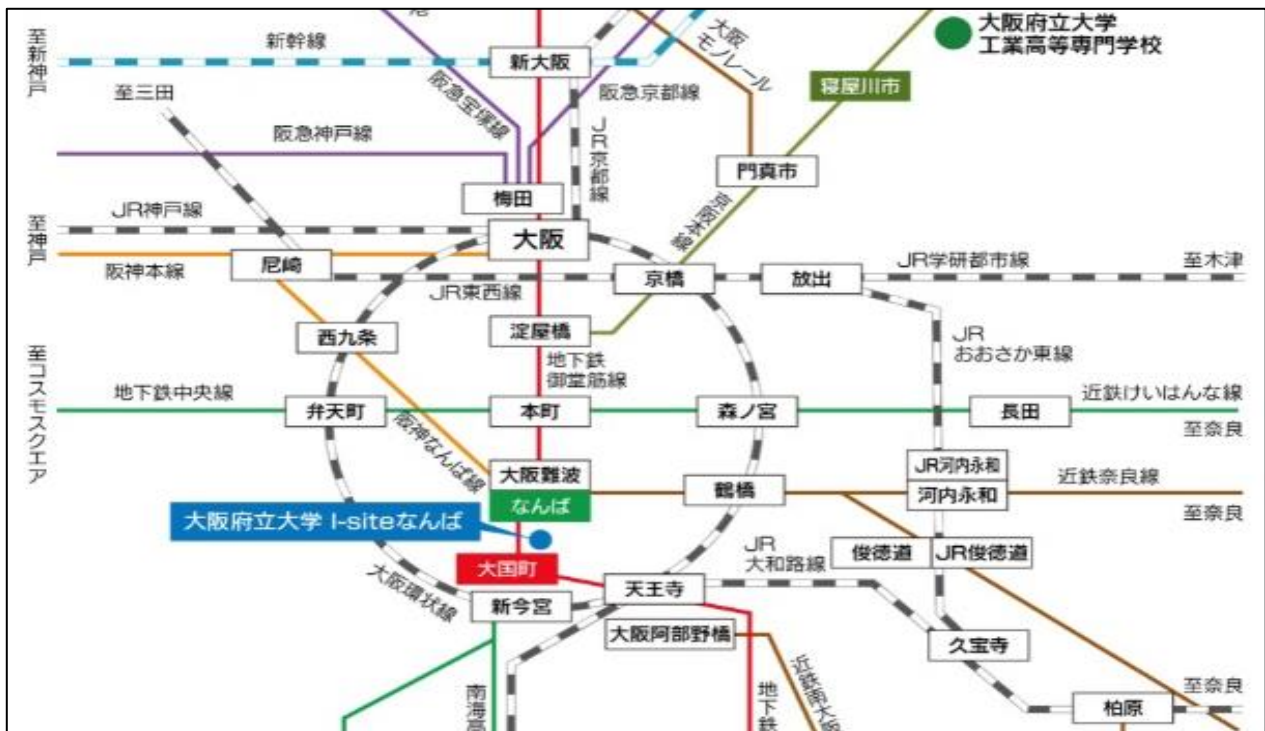 大阪府立大学
工業高等専門学校
至新神戸
新幹線
新大阪
大阪
モノレール
至三田
阪急宝塚線
阪急京都線
寝屋川市
阪急神戸線
JR京都線
門真市
梅田
京阪本線
JR神戸線
大阪
至神戸
阪神本線
尼崎
JR東西線
京橋
放出
JR学研都市線
至木津
西九条
淀屋橋
JR
おおさか東線
地下鉄
御堂筋線
至コスモスクエア
地下鉄中央線
弁天町
本町
森ノ宮
長田
近鉄けいはんな線
至奈良
阪神なんば線
大阪難波
なんば
鶴橋
JR河内永和
河内永和
近鉄奈良線
至奈良
大阪府立大学 I-siteなんば
大国町
JR
大和路線
俊徳道
JR俊徳道
大阪環状線
新今宮
天王寺
大阪阿部野橋
久宝寺
至奈良
柏原
南海高
地下鉄